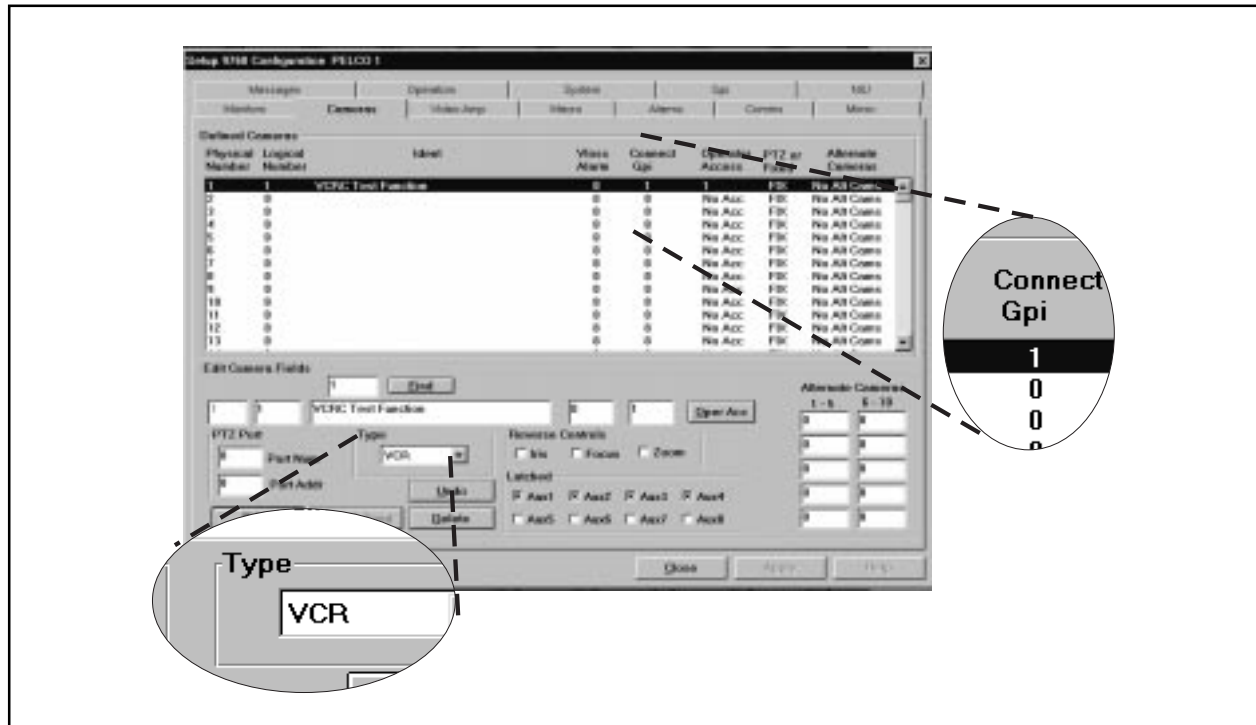 Setup 9760 Configuration PELCO 1
Messages Operation System Gpi NIU
Monitors Cameras Video Amp Macro Alarms Comms
Defined Cameras
Physical Number Logical Number Ident Vloss Alarm Connect Gpi Operator Access PTZ or Fixed Alternate Cameras
1 1 VCRC Test Function 0 1 1 FIX No Alt Cams
2 0 0 0 No Acc FIX No Alt Cams
3 0 0 0 No Acc FIX No Alt Cams
4 0 0 0 No Acc FIX No Alt Cams
5 0 0 0 No Acc FIX No Alt Cams
6 0 0 0 No Acc FIX No Alt Cams
7 0 0 0 No Acc FIX No Alt Cams
8 0 0 0 No Acc FIX No Alt Cams
9 0 0 0 No Acc FIX No Alt Cams
10 0 0 0 No Acc FIX No Alt Cams
11 0 0 0 No Acc FIX No Alt Cams
12 0 0 0 No Acc FIX No Alt Cams
13 0 0 0 No Acc FIX No Alt Cams
Connect
Gpi
1
0
0
Edit Camera Fields
1 Find
1 1 VCRC Test Function 0 1 Oper Acc
Alternate Cameras
1 - 5 6 - 10
PTZ Port Type Reverse Controls
0 Port Num VCR Iris Focus Zoom
0 Port Addr Undo Latched
Aux1 Aux2 Aux3 Aux4
Delete Aux5 Aux6 Aux7 Aux8
Close Apply Help
Type
VCR